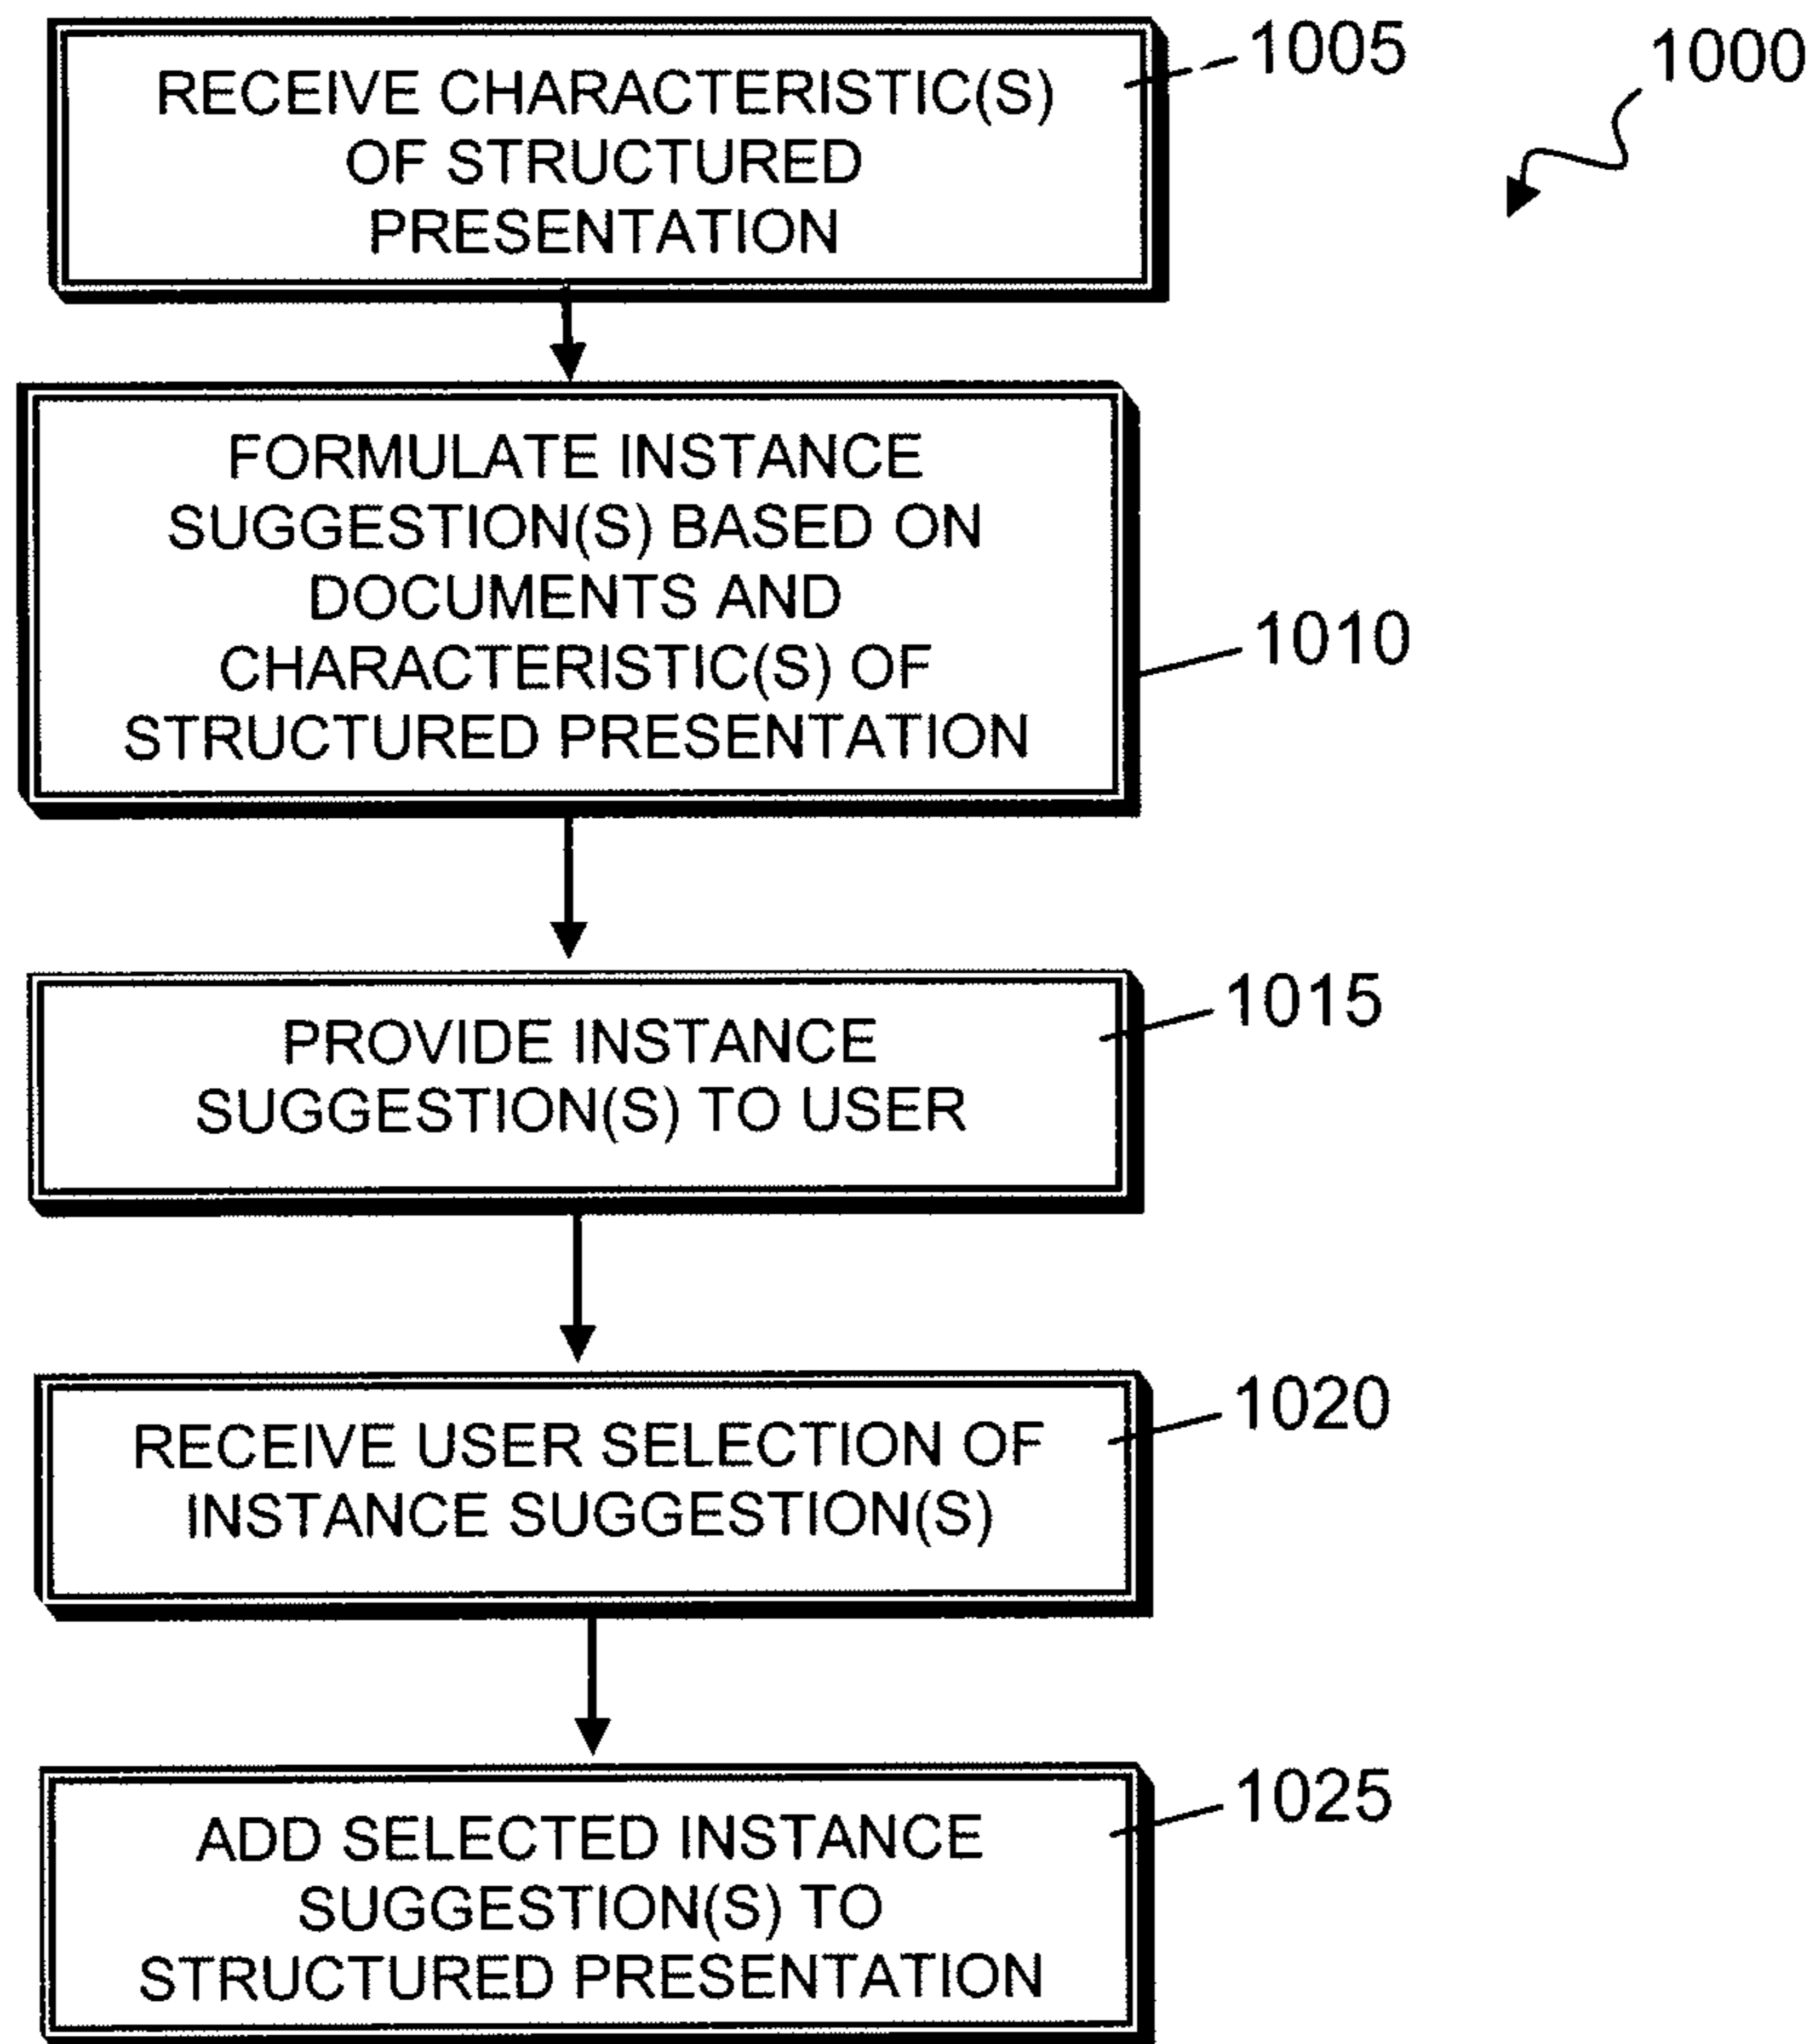 RECEIVE CHARACTERISTIC(S)
OF STRUCTURED
PRESENTATION
1005
1000
FORMULATE INSTANCE
SUGGESTION(S) BASED ON
DOCUMENTS AND
CHARACTERISTIC(S) OF
STRUCTURED PRESENTATION
1010
PROVIDE INSTANCE
SUGGESTION(S) TO USER
1015
RECEIVE USER SELECTION OF
INSTANCE SUGGESTION(S)
1020
ADD SELECTED INSTANCE
SUGGESTION(S) TO
STRUCTURED PRESENTATION
1025